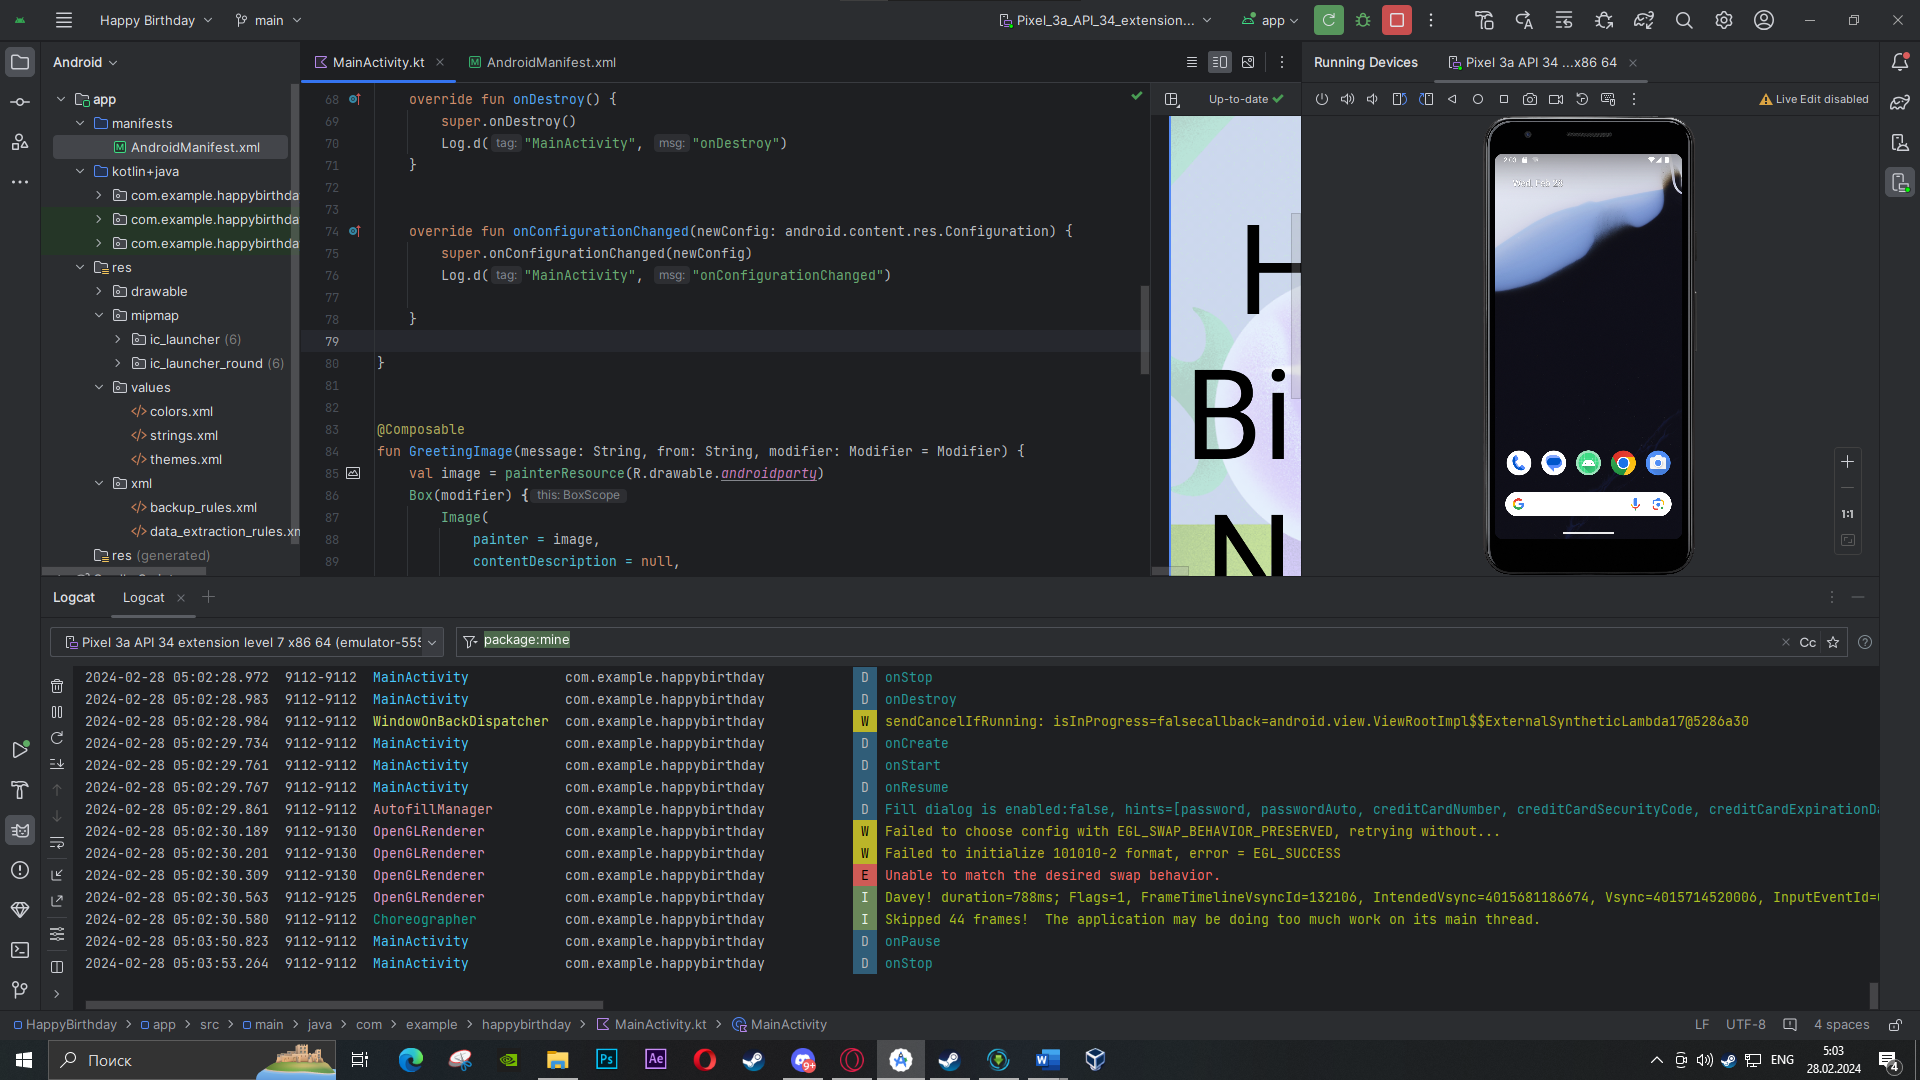 Happy Birthday
main
Pixel_3a_API_34_extension...
app
Android
MainActivity.kt
AndroidManifest.xml
Running Devices
Pixel 3a API 34 ...x86 64
Up-to-date
Live Edit disabled
app
manifests
AndroidManifest.xml
kotlin+java
com.example.happybirthda
com.example.happybirthda
com.example.happybirthda
res
drawable
mipmap
ic_launcher (6)
ic_launcher_round (6)
values
colors.xml
strings.xml
themes.xml
xml
backup_rules.xml
data_extraction_rules.xm
res (generated)
68 override fun onDestroy() {
69 super.onDestroy()
70 Log.d( tag: "MainActivity", msg: "onDestroy")
71 }
72
73
74 override fun onConfigurationChanged(newConfig: android.content.res.Configuration) {
75 super.onConfigurationChanged(newConfig)
76 Log.d( tag: "MainActivity", msg: "onConfigurationChanged")
77
78 }
79
80 }
81
82
83 @Composable
84 fun GreetingImage(message: String, from: String, modifier: Modifier = Modifier) {
85 val image = painterResource(R.drawable.androidparty)
86 Box(modifier) { this: BoxScope
87 Image(
88 painter = image,
89 contentDescription = null,
H
Bi
N
Wed, Feb 28
1:1
Logcat
Logcat
Pixel 3a API 34 extension level 7 x86 64 (emulator-555
package:mine
Cc
2024-02-28 05:02:28.972 9112-9112 MainActivity com.example.happybirthday D onStop
2024-02-28 05:02:28.983 9112-9112 MainActivity com.example.happybirthday D onDestroy
2024-02-28 05:02:28.984 9112-9112 WindowOnBackDispatcher com.example.happybirthday W sendCancelIfRunning: isInProgress=falsecallback=android.view.ViewRootImpl$$ExternalSyntheticLambda17@5286a30
2024-02-28 05:02:29.734 9112-9112 MainActivity com.example.happybirthday D onCreate
2024-02-28 05:02:29.761 9112-9112 MainActivity com.example.happybirthday D onStart
2024-02-28 05:02:29.767 9112-9112 MainActivity com.example.happybirthday D onResume
2024-02-28 05:02:29.861 9112-9112 AutofillManager com.example.happybirthday D Fill dialog is enabled:false, hints=[password, passwordAuto, creditCardNumber, creditCardSecurityCode, creditCardExpirationDa
2024-02-28 05:02:30.189 9112-9130 OpenGLRenderer com.example.happybirthday W Failed to choose config with EGL_SWAP_BEHAVIOR_PRESERVED, retrying without...
2024-02-28 05:02:30.201 9112-9130 OpenGLRenderer com.example.happybirthday W Failed to initialize 101010-2 format, error = EGL_SUCCESS
2024-02-28 05:02:30.309 9112-9130 OpenGLRenderer com.example.happybirthday E Unable to match the desired swap behavior.
2024-02-28 05:02:30.563 9112-9125 OpenGLRenderer com.example.happybirthday I Davey! duration=788ms; Flags=1, FrameTimelineVsyncId=132106, IntendedVsync=4015681186674, Vsync=4015714520006, InputEventId=
2024-02-28 05:02:30.580 9112-9112 Choreographer com.example.happybirthday I Skipped 44 frames! The application may be doing too much work on its main thread.
2024-02-28 05:03:50.823 9112-9112 MainActivity com.example.happybirthday D onPause
2024-02-28 05:03:53.264 9112-9112 MainActivity com.example.happybirthday D onStop
HappyBirthday > app > src > main > java > com > example > happybirthday > MainActivity.kt > MainActivity
LF UTF-8 4 spaces
Поиск
Ps
Ae
9+
ENG
5:03
28.02.2024
4